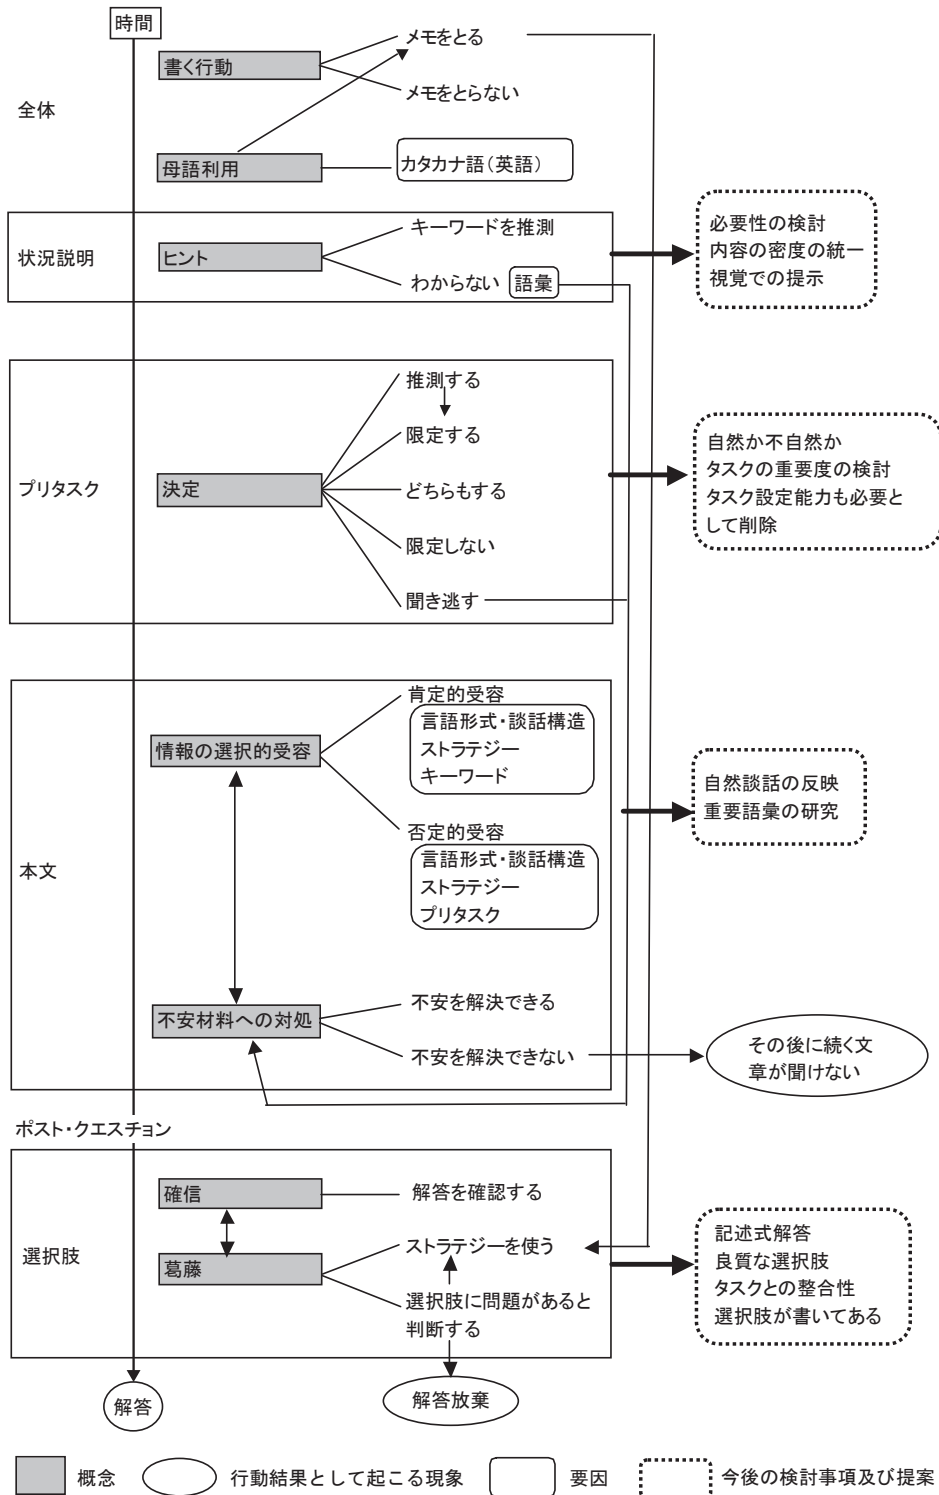 時間
全体
書く行動
メモをとる
メモをとらない
母語利用
カタカナ語(英語)
状況説明
ヒント
キーワードを推測
わからない 語彙
必要性の検討
内容の密度の統一
視覚での提示
プリタスク
決定
推測する
限定する
どちらもする
限定しない
聞き逃す
自然か不自然か
タスクの重要度の検討
タスク設定能力も必要と
して削除
本文
情報の選択的受容
肯定的受容
言語形式・談話構造
ストラテジー
キーワード
否定的受容
言語形式・談話構造
ストラテジー
プリタスク
自然談話の反映
重要語彙の研究
不安材料への対処
不安を解決できる
不安を解決できない
その後に続く文
章が聞けない
ポスト・クエスチョン
選択肢
確信
解答を確認する
葛藤
ストラテジーを使う
選択肢に問題があると
判断する
記述式解答
良質な選択肢
タスクとの整合性
選択肢が書いてある
解答
解答放棄
概念
行動結果として起こる現象
要因
今後の検討事項及び提案